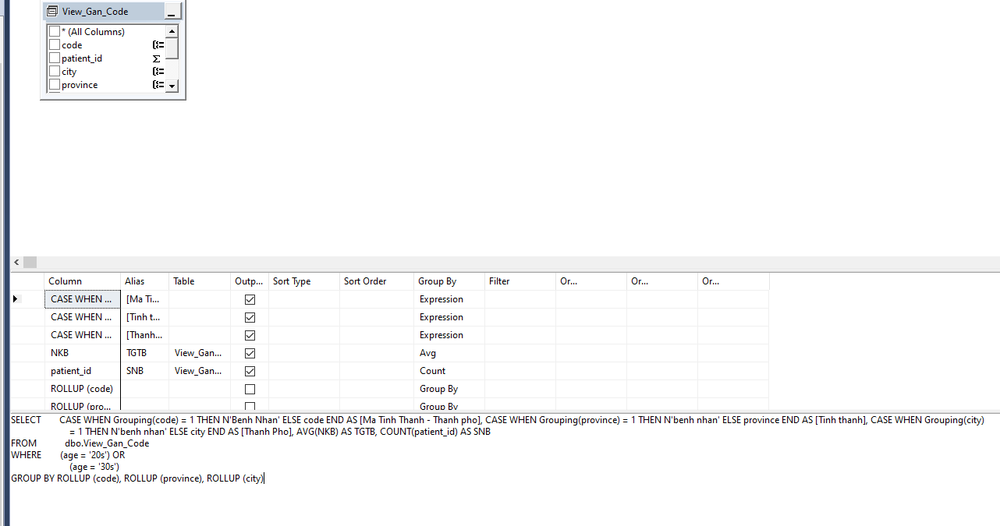 View_Gan_Code
* (All Columns)
code
patient_id
city
province
Column Alias Table Outp... Sort Type Sort Order Group By Filter Or... Or... Or...
CASE WHEN ... [Ma Ti... Expression
CASE WHEN ... [Tinh t... Expression
CASE WHEN ... [Thanh... Expression
NKB TGTB View_Gan... Avg
patient_id SNB View_Gan... Count
ROLLUP (code) Group By
ROLLUP (pro... Group By
SELECT CASE WHEN Grouping(code) = 1 THEN N'Benh Nhan' ELSE code END AS [Ma Tinh Thanh - Thanh pho], CASE WHEN Grouping(province) = 1 THEN N'benh nhan' ELSE province END AS [Tinh thanh], CASE WHEN Grouping(city)
= 1 THEN N'benh nhan' ELSE city END AS [Thanh Pho], AVG(NKB) AS TGTB, COUNT(patient_id) AS SNB
FROM dbo.View_Gan_Code
WHERE (age = '20s') OR
(age = '30s')
GROUP BY ROLLUP (code), ROLLUP (province), ROLLUP (city)